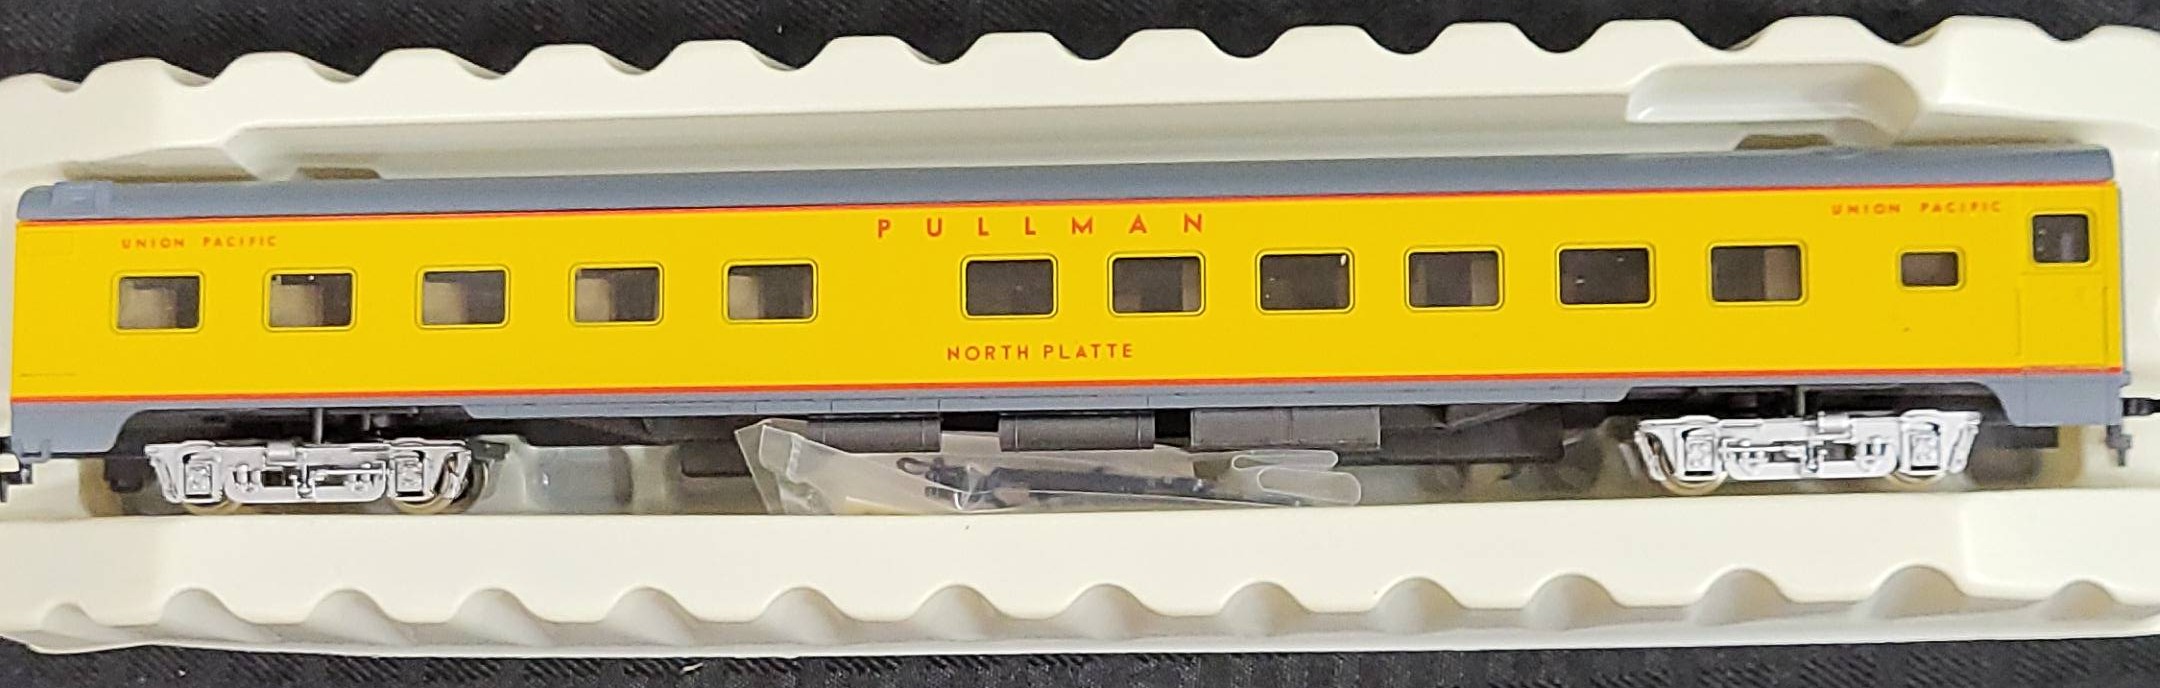 PULLMAN
UNION PACIFIC
UNION PACIFIC
NORTH PLATTE